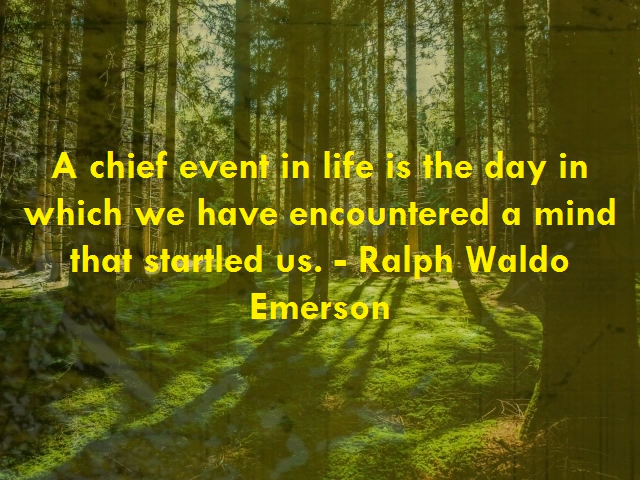 A chief event in life is the day in
which we have encountered a mind
that startled us. - Ralph Waldo
Emerson